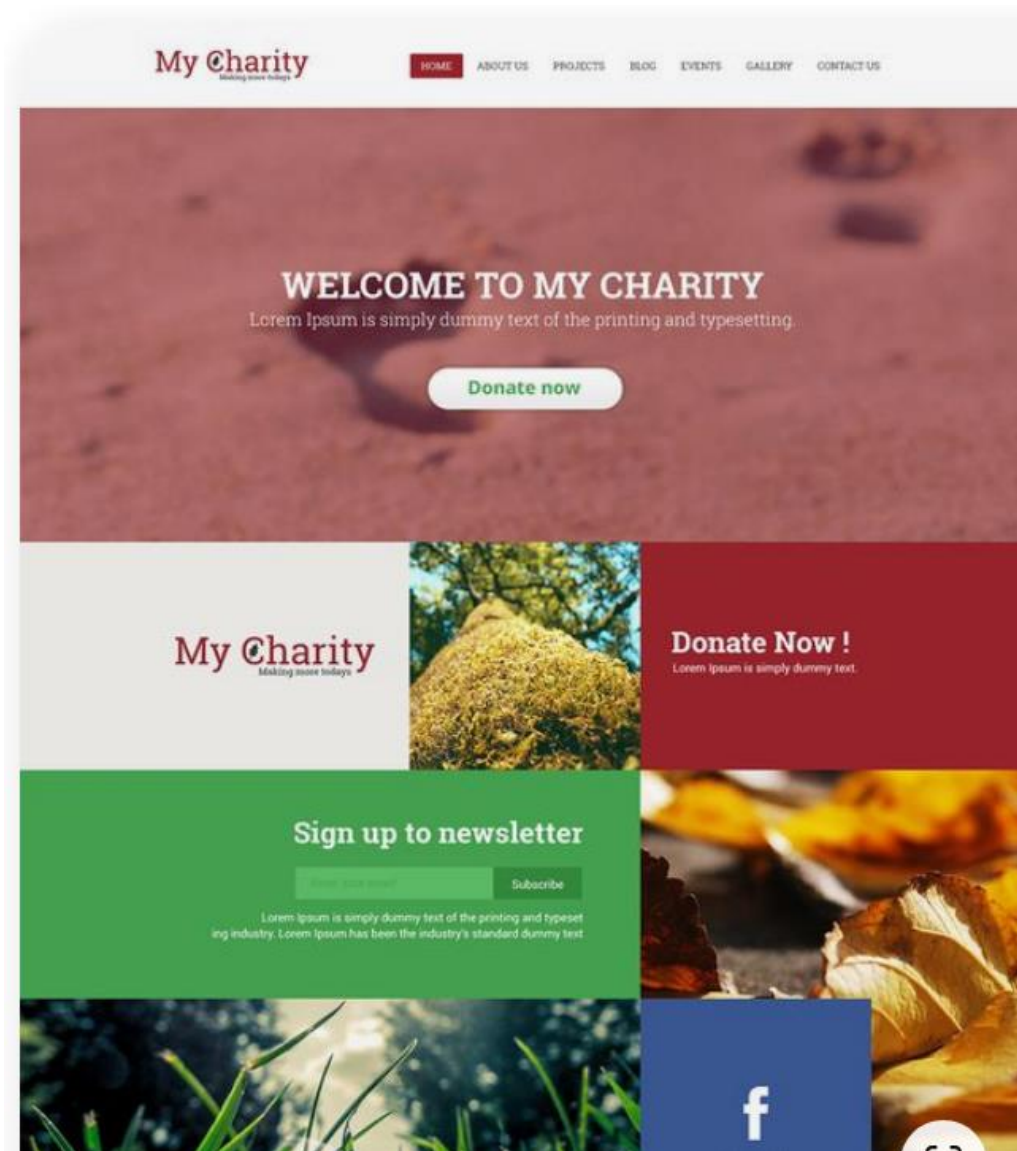 My Charity
Making more todays
HOME ABOUT US PROJECTS BLOG EVENTS GALLERY CONTACT US
WELCOME TO MY CHARITY
Lorem Ipsum is simply dummy text of the printing and typesetting.
Donate now
My Charity
Making more todays
Donate Now !
Lorem Ipsum is simply dummy text.
Sign up to newsletter
Enter your email
Subscribe
Lorem Ipsum is simply dummy text of the printing and typeset
ing industry. Lorem Ipsum has been the industry's standard dummy text
f